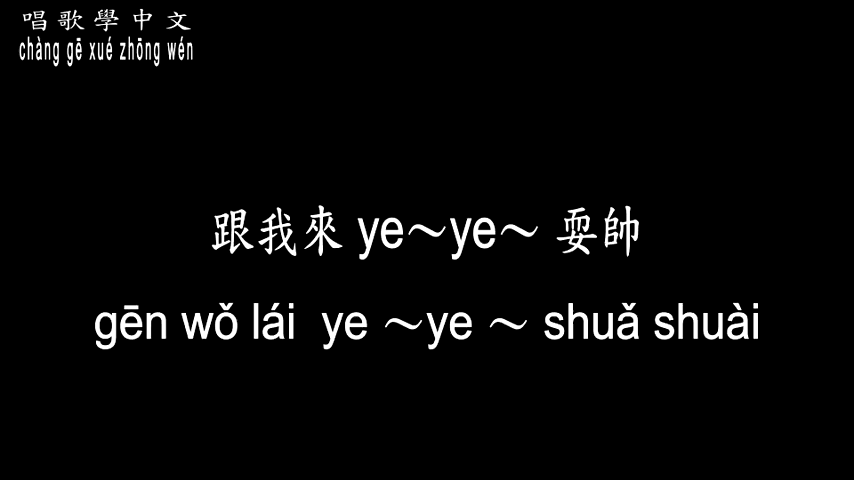 唱歌學中文
chàng gē xué zhōng wén
跟我來 ye～ye～ 耍帥
gēn wǒ lái ye ～ye ～ shuǎ shuài